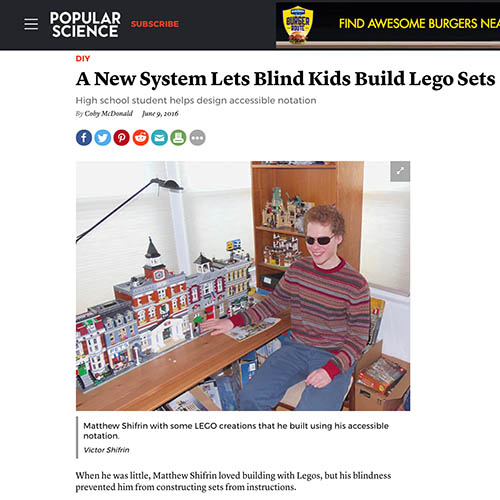 POPULAR
SCIENCE
SUBSCRIBE
BURGER
ROUTE
FIND AWESOME BURGERS NEA
DIY
A New System Lets Blind Kids Build Lego Sets
High school student helps design accessible notation
By Coby McDonald June 9, 2016
Matthew Shifrin with some LEGO creations that he built using his accessible
notation.
Victor Shifrin
When he was little, Matthew Shifrin loved building with Legos, but his blindness
prevented him from constructing sets from instructions.